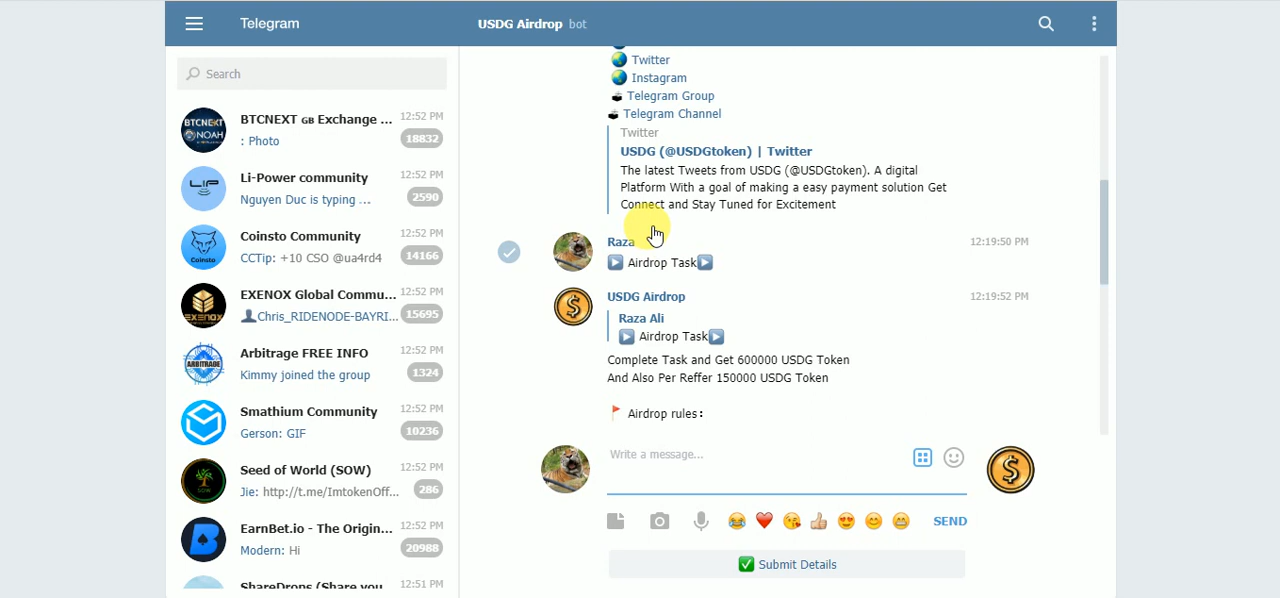 Telegram
USDG Airdrop bot
Search
BTCNEXT GB Exchange ...
12:52 PM
: Photo
18832
Li-Power community
12:52 PM
Nguyen Duc is typing ...
2590
Coinsto Community
12:52 PM
CCTip: +10 CSO @ua4rd4
14166
EXENOX Global Commu...
12:52 PM
Chris_RIDENODE-BAYRI...
15695
Arbitrage FREE INFO
12:52 PM
Kimmy joined the group
1324
Smathium Community
12:52 PM
Gerson: GIF
10236
Seed of World (SOW)
12:52 PM
Jie: http://t.me/ImtokenOff...
286
EarnBet.io - The Origin...
12:52 PM
Modern: Hi
20988
ShareDrops (Share you
12:51 PM
Twitter
Instagram
Telegram Group
Telegram Channel
Twitter
USDG (@USDGtoken) | Twitter
The latest Tweets from USDG (@USDGtoken). A digital
Platform With a goal of making a easy payment solution Get
Connect and Stay Tuned for Excitement
Raza
12:19:50 PM
Airdrop Task
USDG Airdrop
12:19:52 PM
Raza Ali
Airdrop Task
Complete Task and Get 600000 USDG Token
And Also Per Reffer 150000 USDG Token
Airdrop rules:
Write a message...
SEND
Submit Details